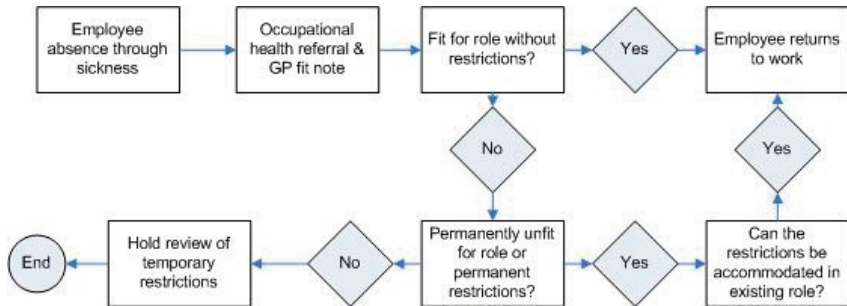 Employee
absence through
sickness
Occupational
health referral &
GP fit note
Fit for role without
restrictions?
Yes
Employee returns
to work
No
Yes
End
Hold review of
temporary
restrictions
No
Permanently unfit
for role or
permanent
restrictions?
Yes
Can the
restrictions be
accommodated in
existing role?